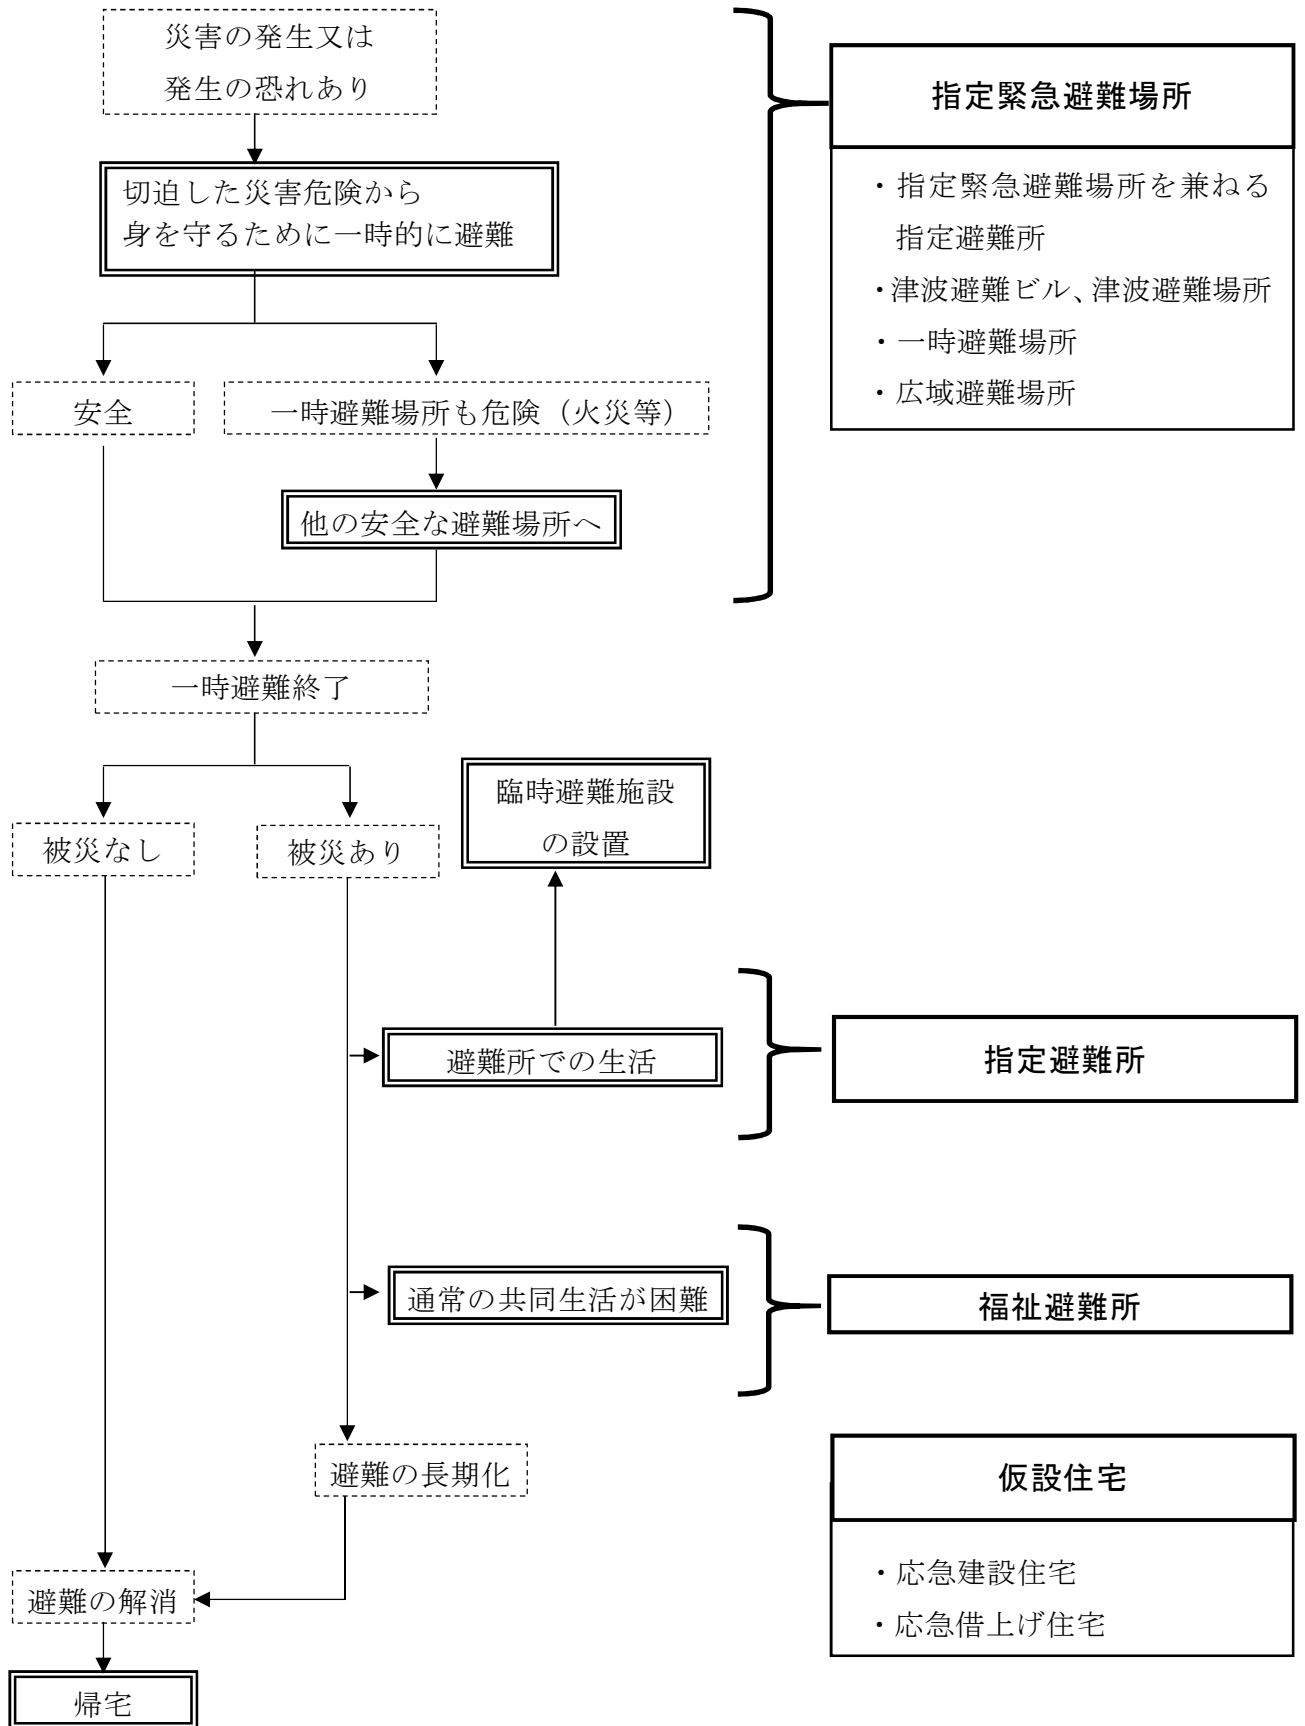 災害の発生又は
発生の恐れあり
指定緊急避難場所
切迫した災害危険から
身を守るために一時的に避難
・指定緊急避難場所を兼ねる
指定避難所
・津波避難ビル、津波避難場所
・一時避難場所
・広域避難場所
安全
一時避難場所も危険（火災等）
他の安全な避難場所へ
一時避難終了
臨時避難施設
の設置
被災なし
被災あり
避難所での生活
指定避難所
通常の共同生活が困難
福祉避難所
避難の長期化
仮設住宅
・応急建設住宅
・応急借上げ住宅
避難の解消
帰宅